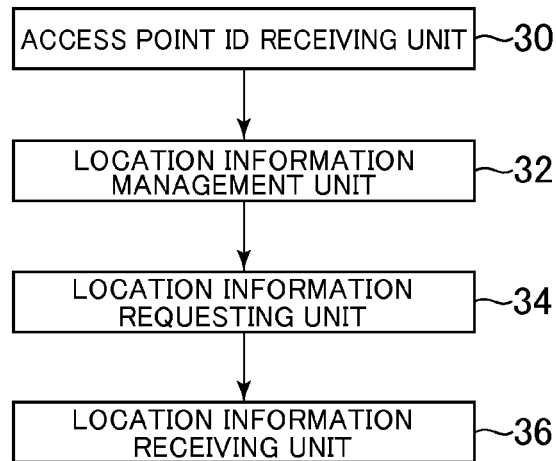 ACCESS POINT ID RECEIVING UNIT
30
LOCATION INFORMATION
MANAGEMENT UNIT
32
LOCATION INFORMATION
REQUESTING UNIT
34
LOCATION INFORMATION
RECEIVING UNIT
36